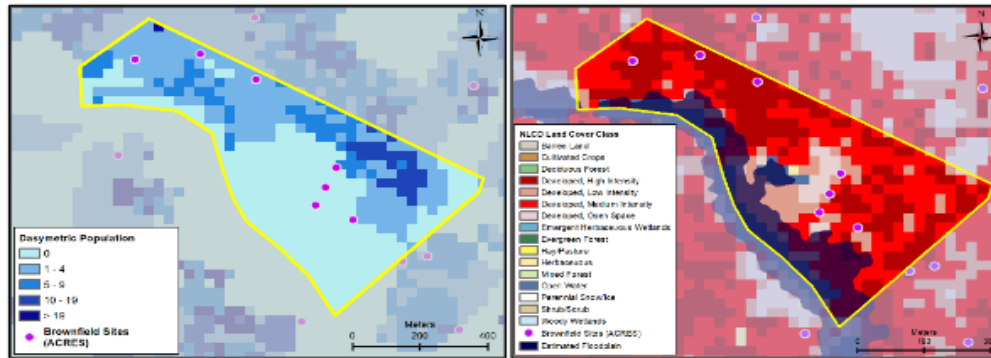 N
Dasymetric Population
0
1 - 4
5 - 9
10 - 19
> 19
Brownfield Sites
(ACRES)
Meters
0 200 400
N
NLCD Land Cover Class
Barren Land
Cultivated Crops
Deciduous Forest
Developed, High Intensity
Developed, Low Intensity
Developed, Medium Intensity
Developed, Open Space
Emergent Herbaceous Wetlands
Evergreen Forest
Hay/Pasture
Herbaceous
Mixed Forest
Open Water
Perennial Snow/Ice
Shrub/Scrub
Woody Wetlands
Brownfield Sites (ACRES)
Estimated Floodplain
Meters
0